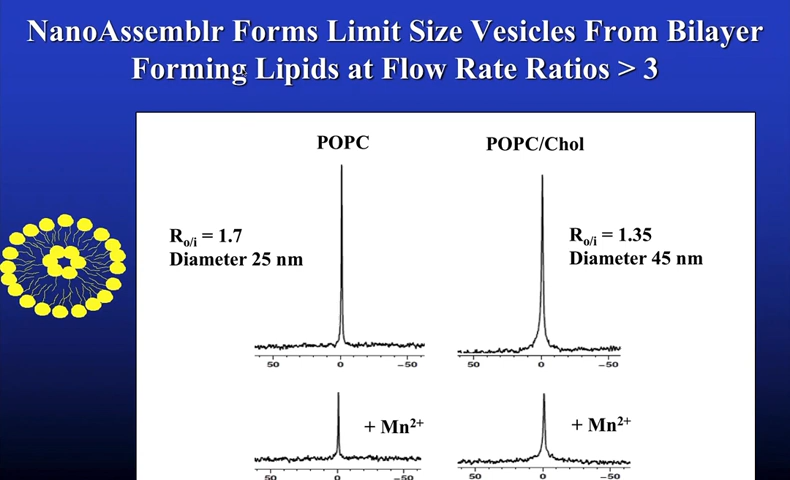 NanoAssemblr Forms Limit Size Vesicles From Bilayer
Forming Lipids at Flow Rate Ratios > 3
POPC
POPC/Chol
Ro/i = 1.7
Diameter 25 nm
Ro/i = 1.35
Diameter 45 nm
50 0 −50
50 0 −50
+ Mn2+
+ Mn2+
50 0 −50
50 0 −50